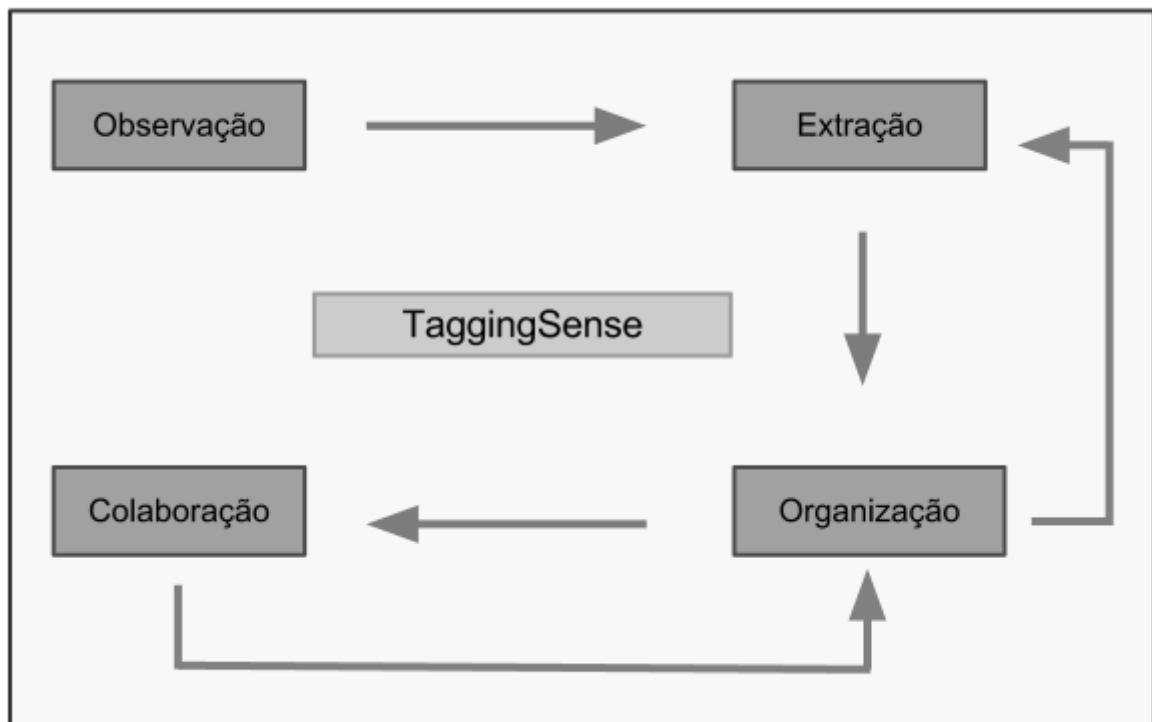 Observação
Extração
TaggingSense
Colaboração
Organização